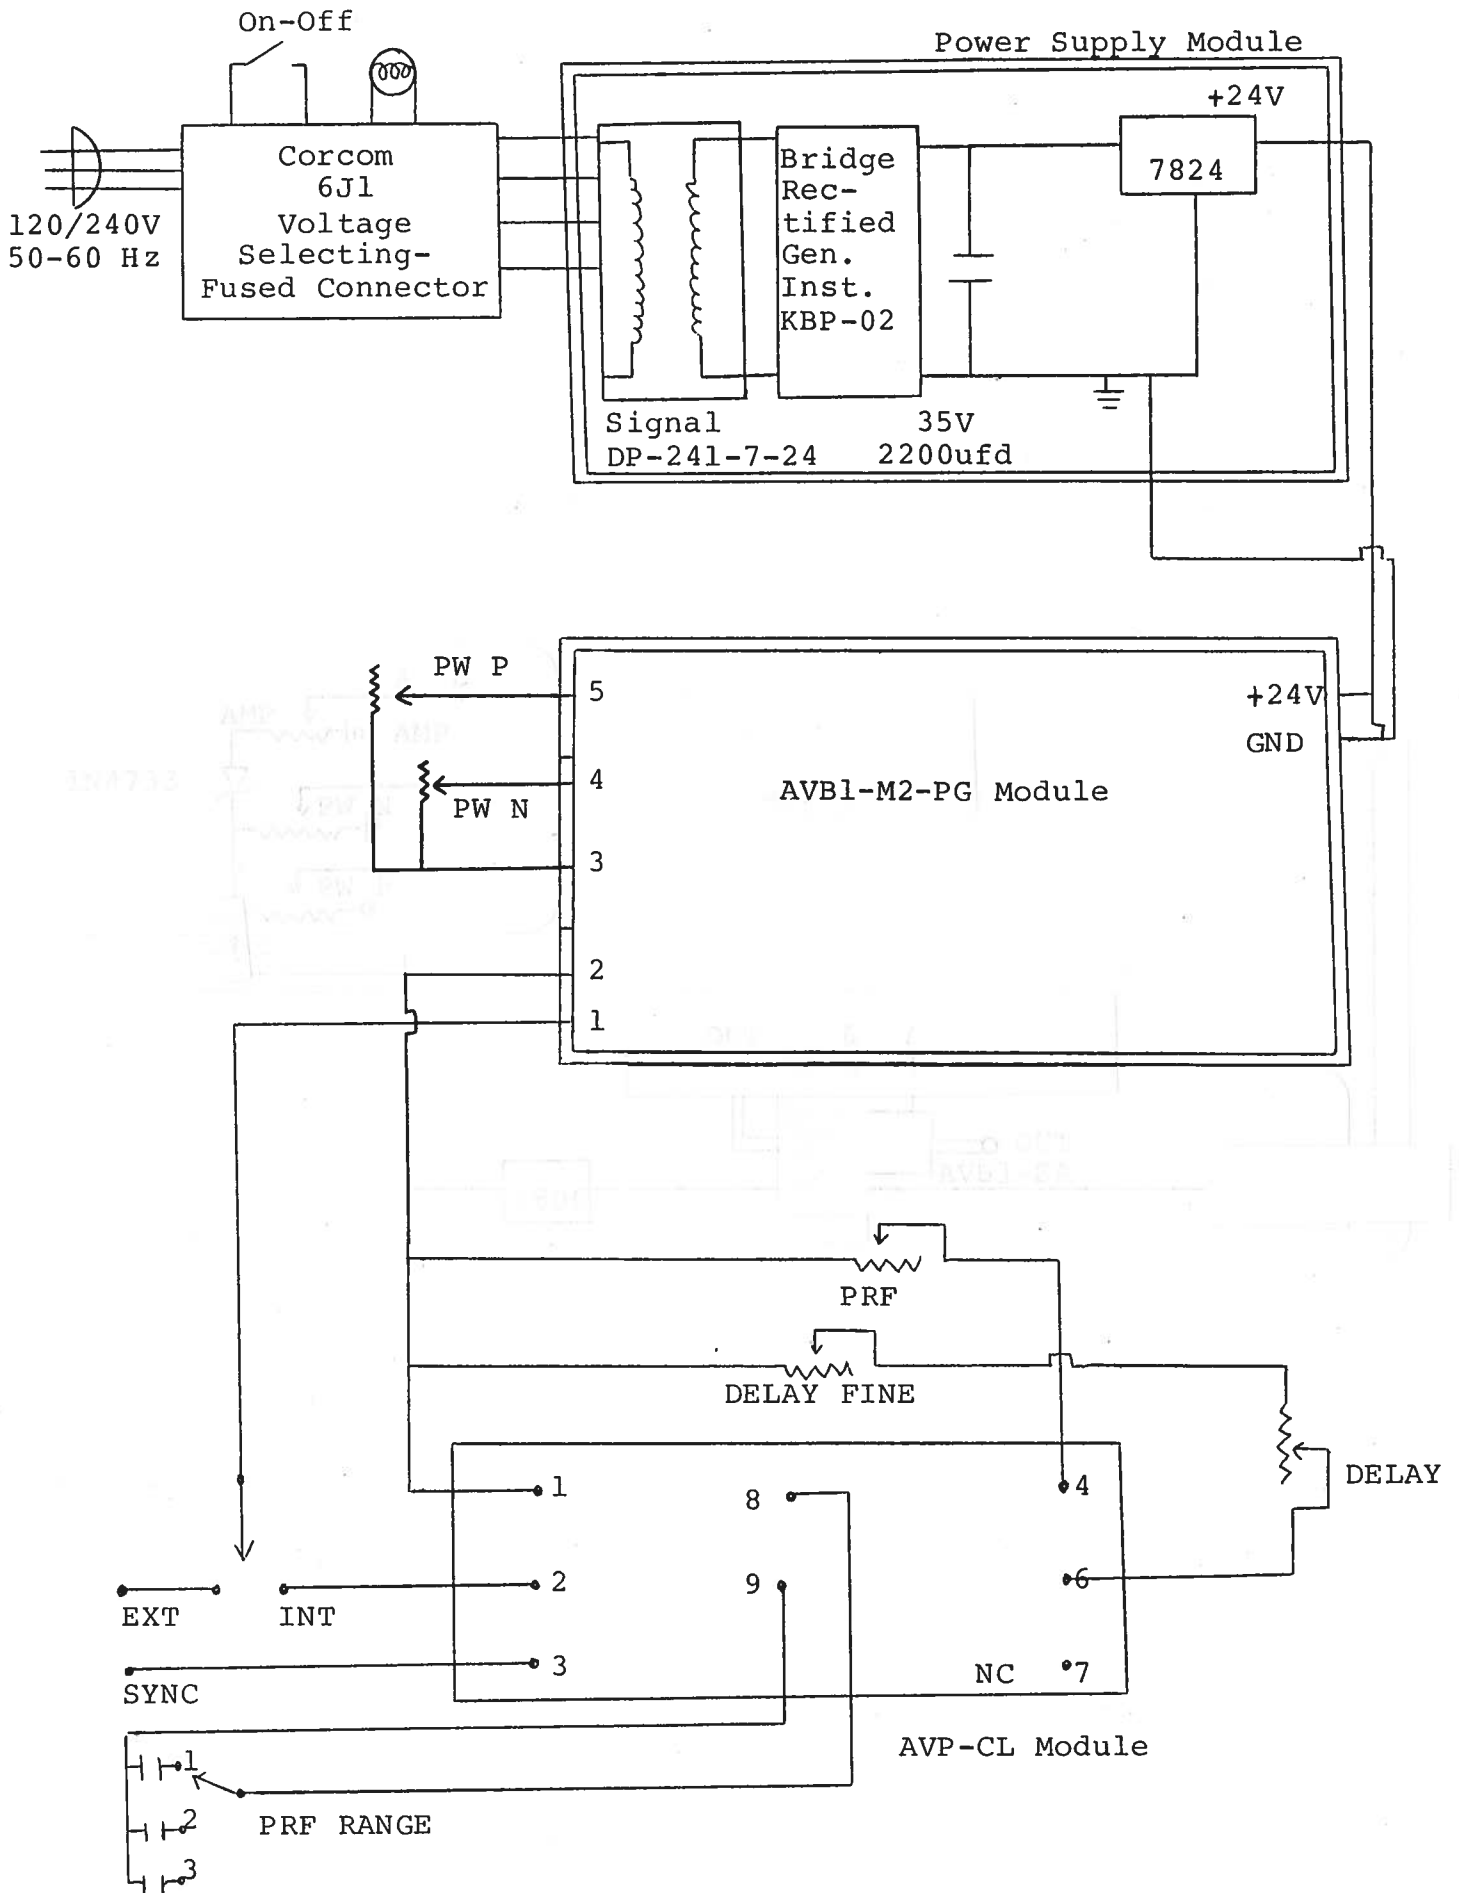 On-Off
Power Supply Module
+24V
Corcom
6J1
Voltage
Selecting-
Fused Connector
120/240V
50-60 Hz
Bridge
Rec-
tified
Gen.
Inst.
KBP-02
7824
Signal
DP-241-7-24
35V
2200ufd
PW P
5
+24V
GND
4
PW N
AVB1-M2-PG Module
3
2
1
PRF
DELAY FINE
DELAY
1
8
4
2
9
6
EXT
INT
3
NC
7
SYNC
AVP-CL Module
1
2
PRF RANGE
3